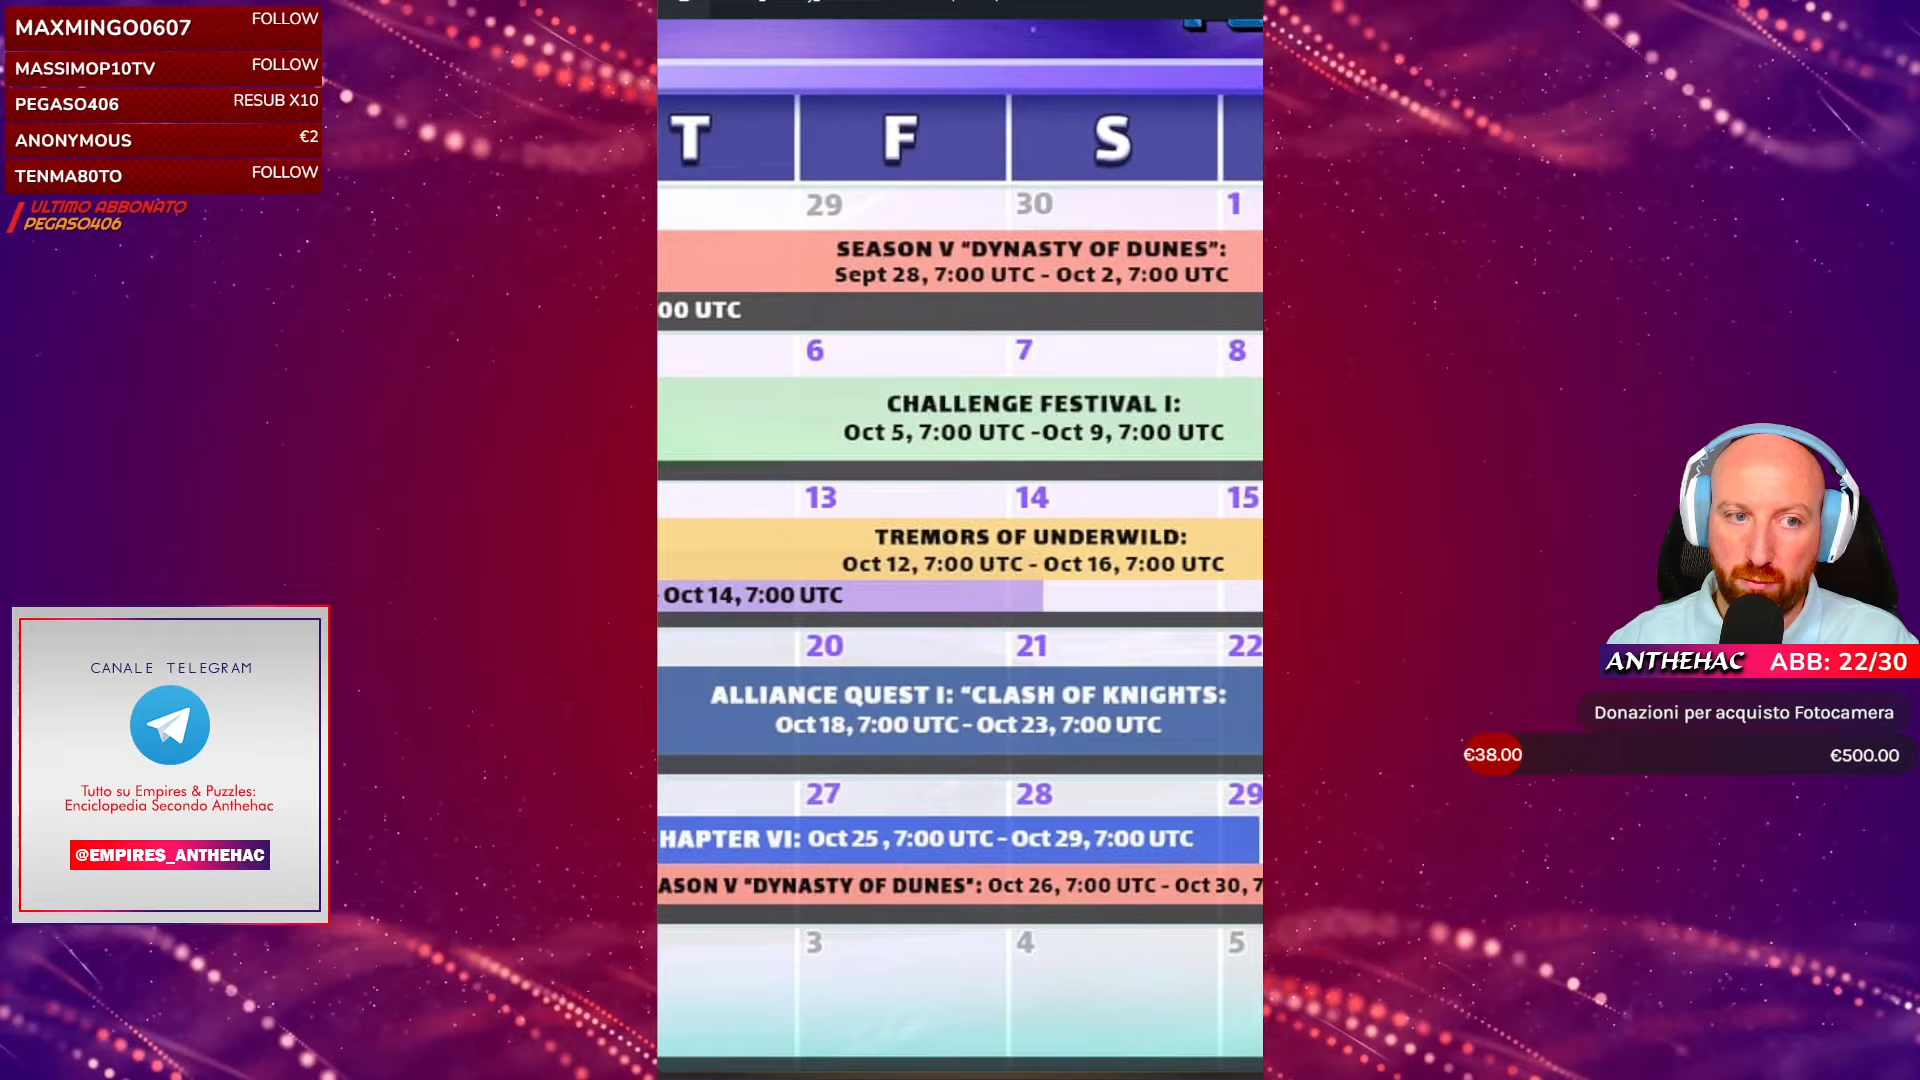 MAXMINGO0607 FOLLOW
MASSIMOP10TV FOLLOW
PEGASO406 RESUB X10
ANONYMOUS €2
TENMA80TO FOLLOW
ULTIMO ABBONATO
PEGASO406
T F S
29 30 1
SEASON V "DYNASTY OF DUNES":
Sept 28, 7:00 UTC - Oct 2, 7:00 UTC
00 UTC
6 7 8
CHALLENGE FESTIVAL I:
Oct 5, 7:00 UTC -Oct 9, 7:00 UTC
13 14 15
TREMORS OF UNDERWILD:
Oct 12, 7:00 UTC - Oct 16, 7:00 UTC
- Oct 14, 7:00 UTC
20 21 22
ALLIANCE QUEST I: "CLASH OF KNIGHTS:
Oct 18, 7:00 UTC - Oct 23, 7:00 UTC
27 28 29
HAPTER VI: Oct 25 , 7:00 UTC - Oct 29, 7:00 UTC
ASON V "DYNASTY OF DUNES": Oct 26, 7:00 UTC - Oct 30, 7
3 4 5
CANALE TELEGRAM
Tutto su Empires & Puzzles:
Enciclopedia Secondo Anthehac
@EMPIRES_ANTHEHAC
ANTHEHAC ABB: 22/30
Donazioni per acquisto Fotocamera
€38.00 €500.00